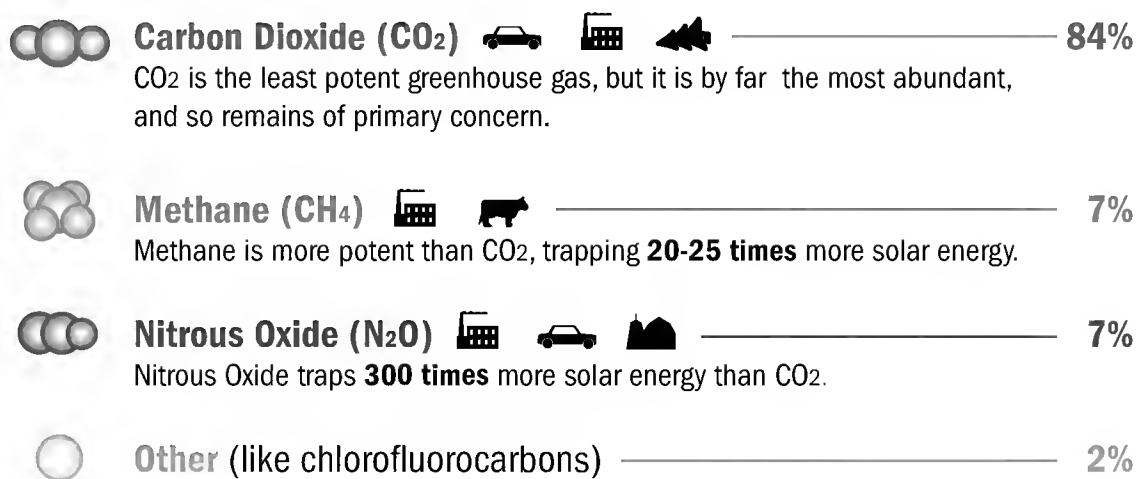 Carbon Dioxide (CO2) 84%
CO2 is the least potent greenhouse gas, but it is by far the most abundant,
and so remains of primary concern.
Methane (CH4) 7%
Methane is more potent than CO2, trapping 20-25 times more solar energy.
Nitrous Oxide (N2O) 7%
Nitrous Oxide traps 300 times more solar energy than CO2.
Other (like chlorofluorocarbons) 2%